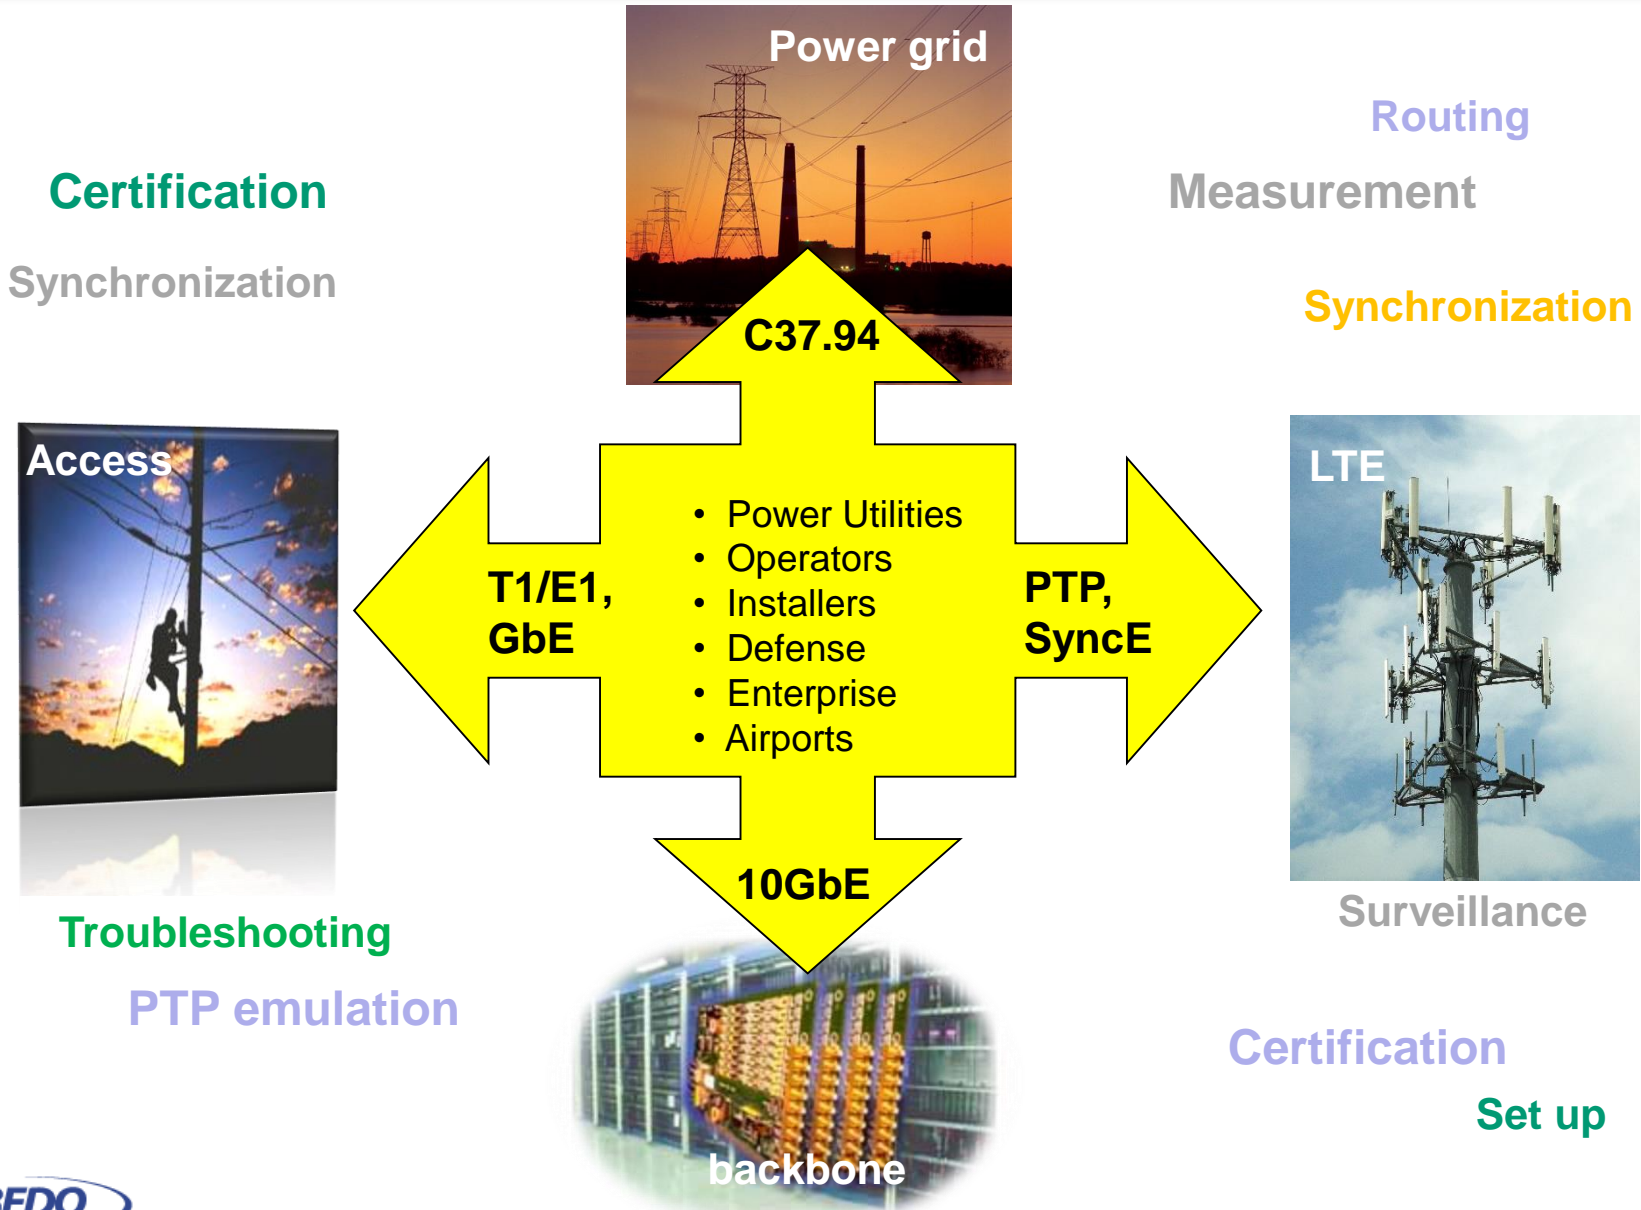 Power grid
Routing
Certification
Measurement
Synchronization
Synchronization
C37.94
Access
LTE
• Power Utilities
• Operators
• Installers
• Defense
• Enterprise
• Airports
T1/E1,
GbE
PTP,
SyncE
10GbE
Surveillance
Troubleshooting
PTP emulation
Certification
Set up
backbone